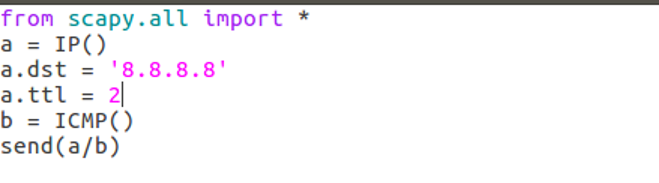 from scapy.all import *
a = IP()
a.dst = '8.8.8.8'
a.ttl = 2
b = ICMP()
send(a/b)